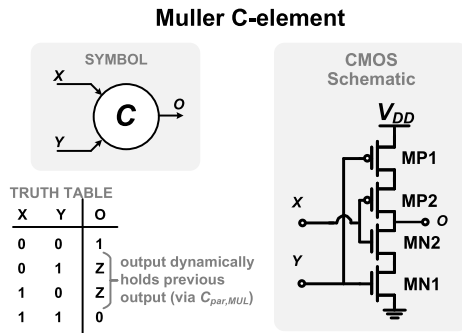 Muller C-element
SYMBOL
X
Y
C
O
TRUTH TABLE
X Y O
0 0 1
0 1 Z
1 0 Z
1 1 0
output dynamically
holds previous
output (via Cpar,MUL)
CMOS
Schematic
VDD
MP1
MP2
X
O
MN2
Y
MN1